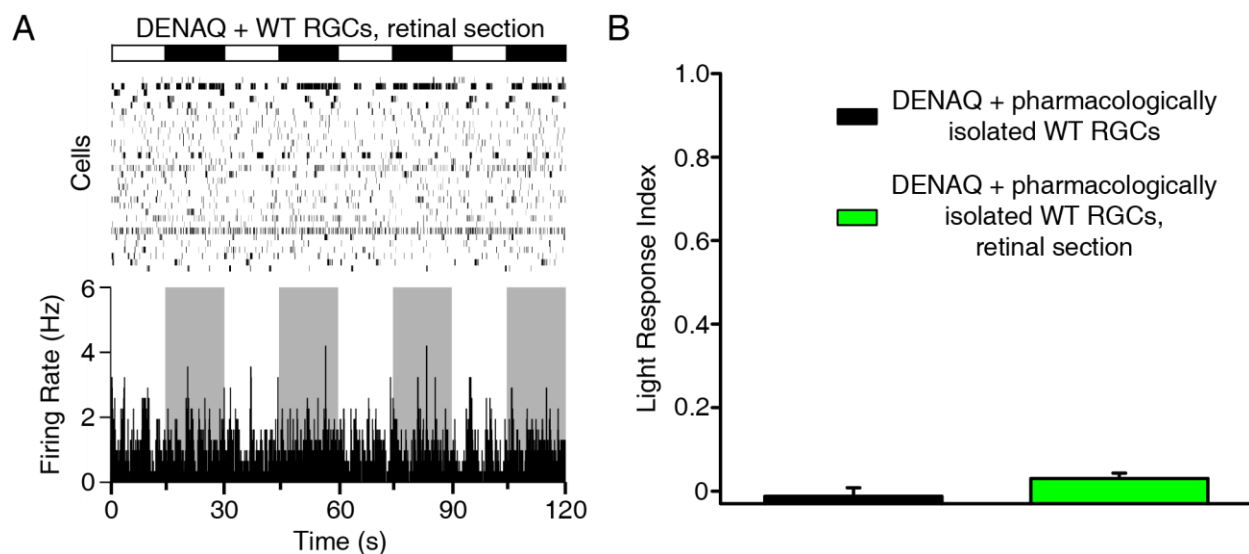 A
DENAQ + WT RGCs, retinal section
Cells
Firing Rate (Hz)
6
4
2
0
0
30
60
90
120
Time (s)
B
Light Response Index
1.0
0.8
0.6
0.4
0.2
0
DENAQ + pharmacologically
isolated WT RGCs
DENAQ + pharmacologically
isolated WT RGCs,
retinal section